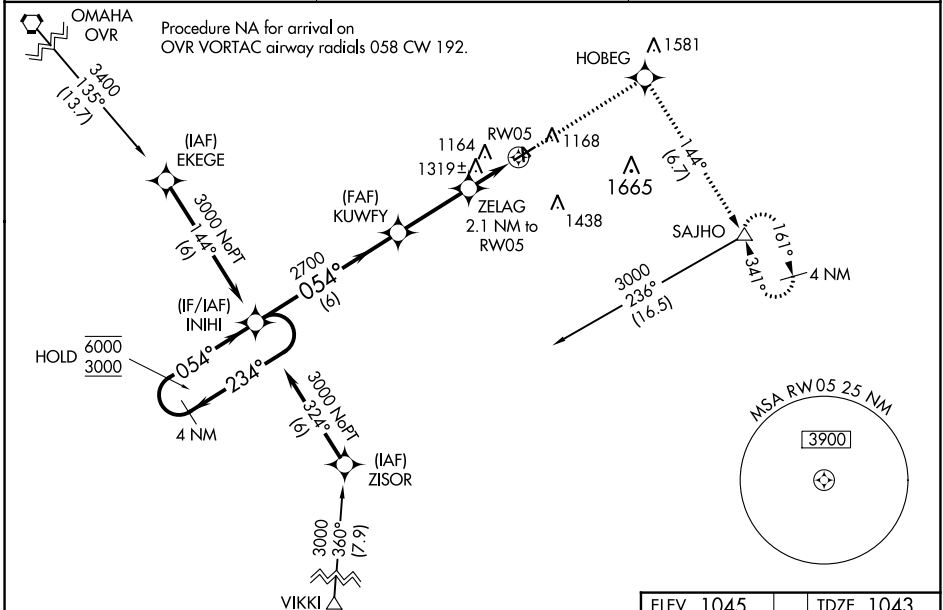 OMAHA
OVR
Procedure NA for arrival on
OVR VORTAC airway radials 058 CW 192.
3400
135°
(13.7)
(IAF)
EKEGE
3000 NoPT
144°
(6)
(IF/IAF)
INIHI
HOLD
6000
3000
054°
234°
4 NM
3000 NoPT
324°
(6)
(IAF)
ZISOR
3000
360°
(7.9)
VIKKI
2700
054°
(6)
(FAF)
KUWFY
1164
1319±
RW05
1168
ZELAG
2.1 NM to
RW05
1438
1665
HOBEG
1581
144°
(6.7)
SAJHO
161°
341°
4 NM
3000
236°
(16.5)
MSA RW 05 25 NM
3900
ELEV 1045
TDZE 1043